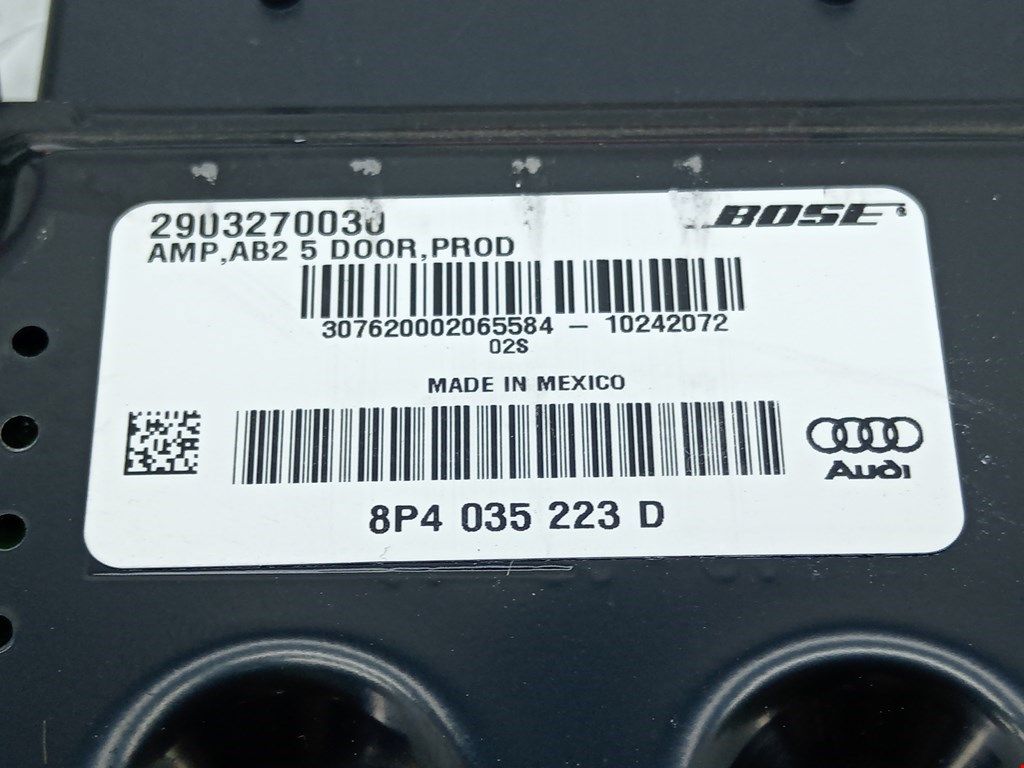 2903270030
BOSE®
AMP,AB2 5 DOOR,PROD
307620002065584 – 10242072
02S
MADE IN MEXICO
Audi
8P4 035 223 D